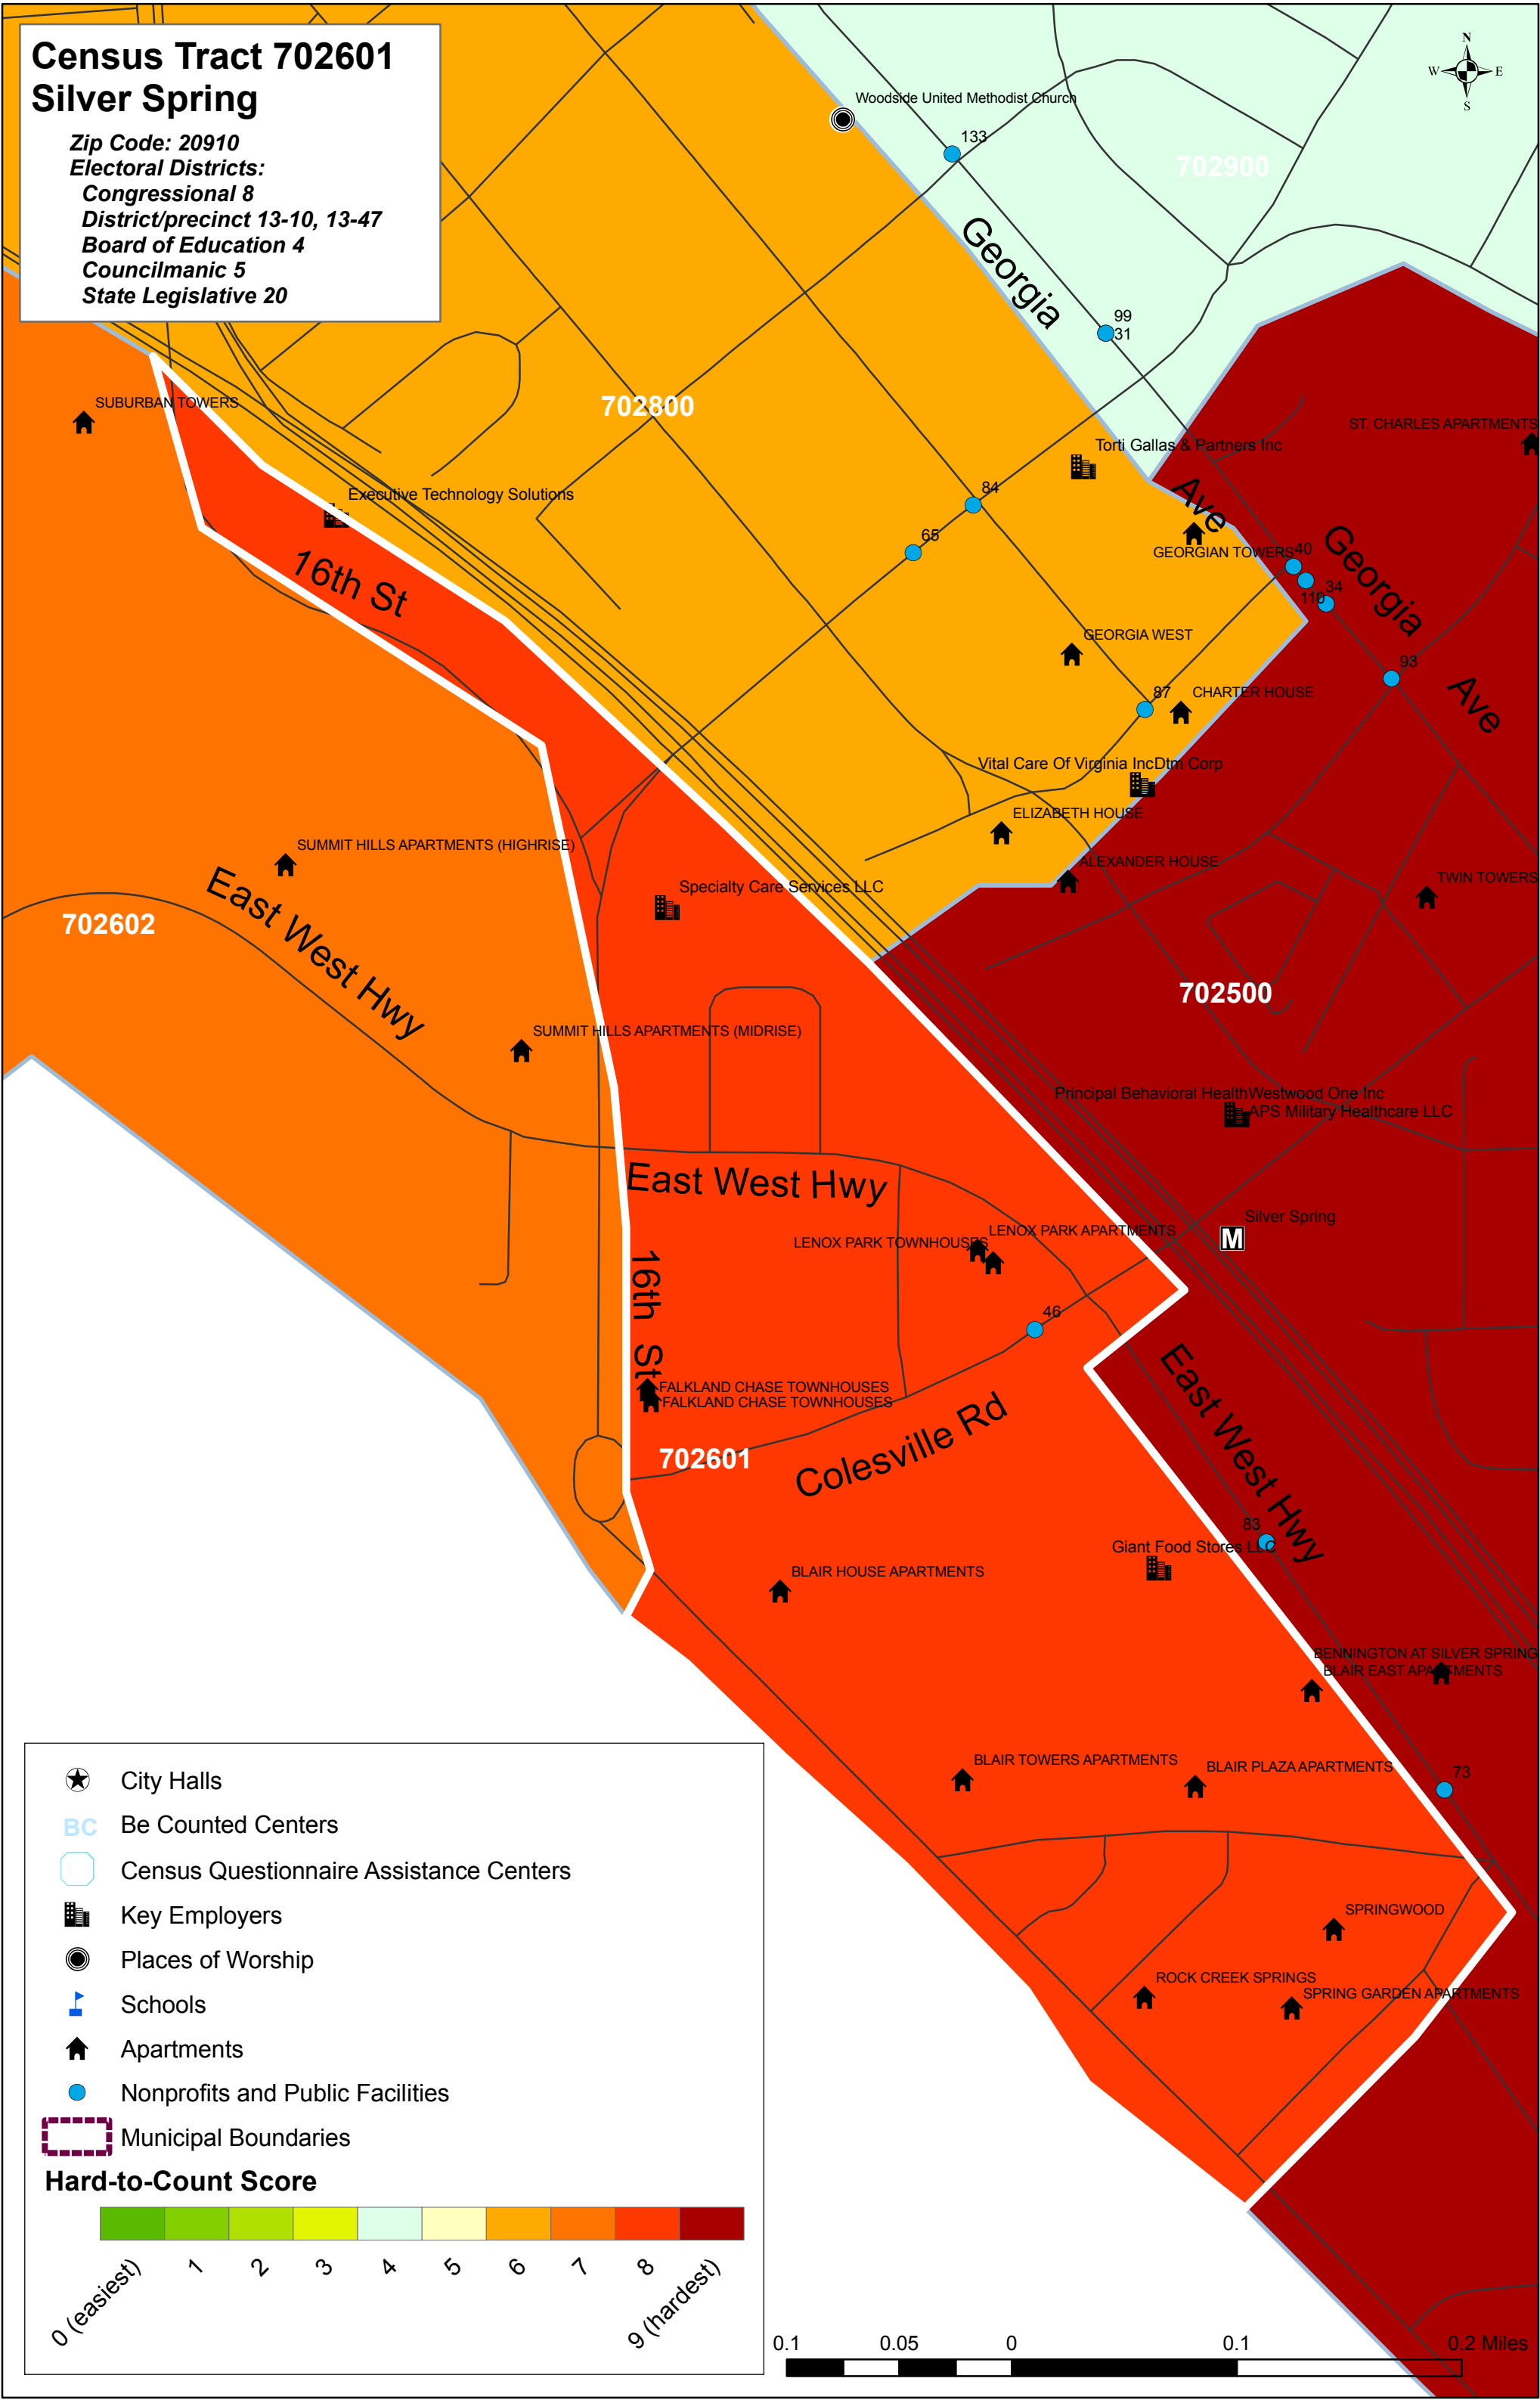 Census Tract 702601
Silver Spring
Zip Code: 20910
Electoral Districts:
Congressional 8
District/precinct 13-10, 13-47
Board of Education 4
Councilmanic 5
State Legislative 20
N
W E
S
Woodside United Methodist Church
133
702900
Georgia
99
31
SUBURBAN TOWERS
702800
ST. CHARLES APARTMENTS
Torti Gallas & Partners Inc
Executive Technology Solutions
84
Ave
65
GEORGIAN TOWERS
40
Georgia
16th St
34
110
GEORGIA WEST
93
87
CHARTER HOUSE
Ave
Vital Care Of Virginia IncDtm Corp
ELIZABETH HOUSE
SUMMIT HILLS APARTMENTS (HIGHRISE)
ALEXANDER HOUSE
TWIN TOWERS
Specialty Care Services LLC
702602
East West Hwy
702500
SUMMIT HILLS APARTMENTS (MIDRISE)
Principal Behavioral HealthWestwood One Inc
APS Military Healthcare LLC
East West Hwy
Silver Spring
M
LENOX PARK APARTMENTS
LENOX PARK TOWNHOUSES
16th St
46
FALKLAND CHASE TOWNHOUSES
FALKLAND CHASE TOWNHOUSES
East West Hwy
702601
Colesville Rd
83
Giant Food Stores LLC
BLAIR HOUSE APARTMENTS
BENNINGTON AT SILVER SPRING
BLAIR EAST APARTMENTS
BLAIR TOWERS APARTMENTS
BLAIR PLAZA APARTMENTS
73
SPRINGWOOD
ROCK CREEK SPRINGS
SPRING GARDEN APARTMENTS
City Halls
BC Be Counted Centers
Census Questionnaire Assistance Centers
Key Employers
Places of Worship
Schools
Apartments
Nonprofits and Public Facilities
Municipal Boundaries
Hard-to-Count Score
0 (easiest) 1 2 3 4 5 6 7 8 9 (hardest)
0.1 0.05 0 0.1 0.2 Miles